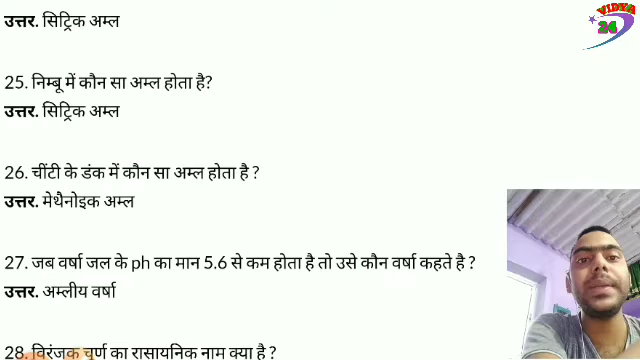 उत्तर. सिट्रिक अम्ल
VIDYA
24
25. निम्बू में कौन सा अम्ल होता है?
उत्तर. सिट्रिक अम्ल
26. चींटी के डंक में कौन सा अम्ल होता है ?
उत्तर. मेथैनोइक अम्ल
27. जब वर्षा जल के ph का मान 5.6 से कम होता है तो उसे कौन वर्षा कहते है ?
उत्तर. अम्लीय वर्षा
28. विरंजक चूर्ण का रासायनिक नाम क्या है ?